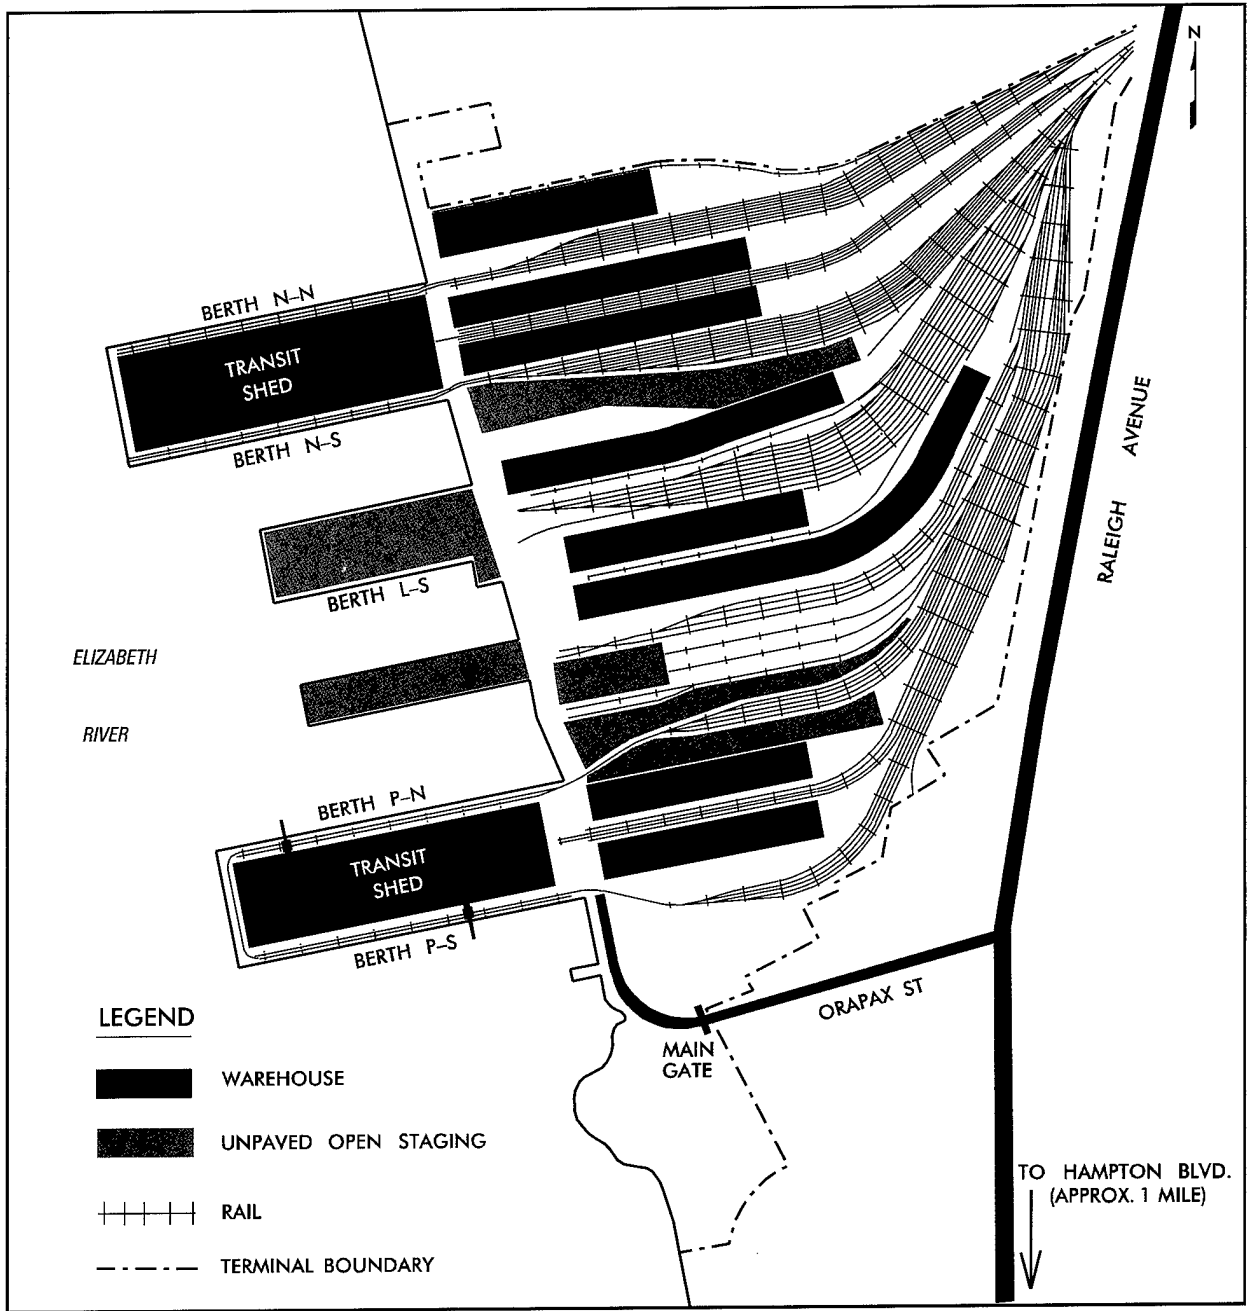 N
BERTH N–N
TRANSIT
SHED
BERTH N–S
RALEIGH AVENUE
BERTH L–S
ELIZABETH
RIVER
BERTH P–N
TRANSIT
SHED
BERTH P–S
ORAPAX ST
MAIN
GATE
LEGEND
WAREHOUSE
UNPAVED OPEN STAGING
RAIL
TERMINAL BOUNDARY
TO HAMPTON BLVD.
(APPROX. 1 MILE)